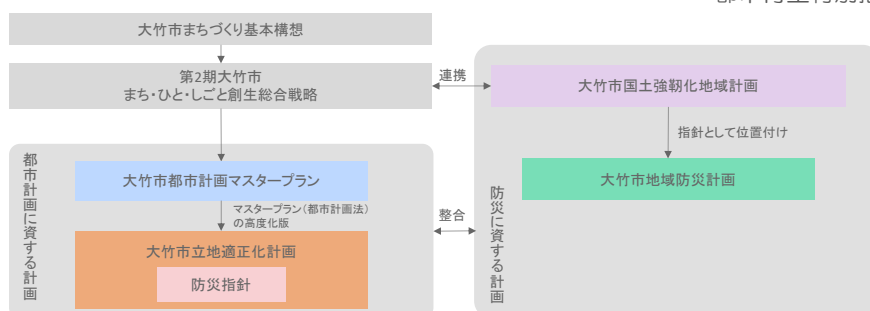 大竹市まちづくり基本構想
第2期大竹市
まち・ひと・しごと創生総合戦略
連携
大竹市国土強靱化地域計画
指針として位置付け
大竹市地域防災計画
都市計画に資する計画
大竹市都市計画マスタープラン
マスタープラン(都市計画法)
の高度化版
大竹市立地適正化計画
防災指針
整合
防災に資する計画